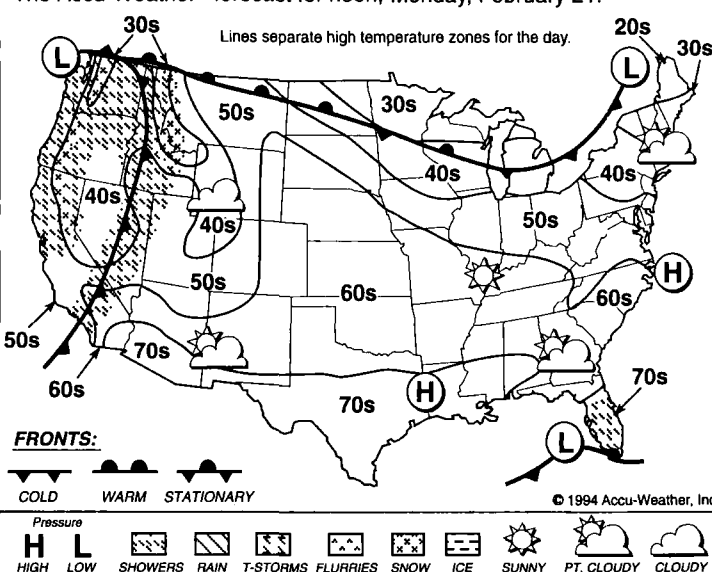 The Accu-Weather forecast for noon, Monday, February 21.
Lines separate high temperature zones for the day.
30s
20s
30s
L
L
50s
30s
40s
40s
40s
40s
50s
50s
60s
H
60s
50s
60s
70s
70s
H
70s
L
FRONTS:
COLD WARM STATIONARY
© 1994 Accu-Weather, Inc
Pressure
H L
HIGH LOW SHOWERS RAIN T-STORMS FLURRIES SNOW ICE SUNNY PT. CLOUDY CLOUDY